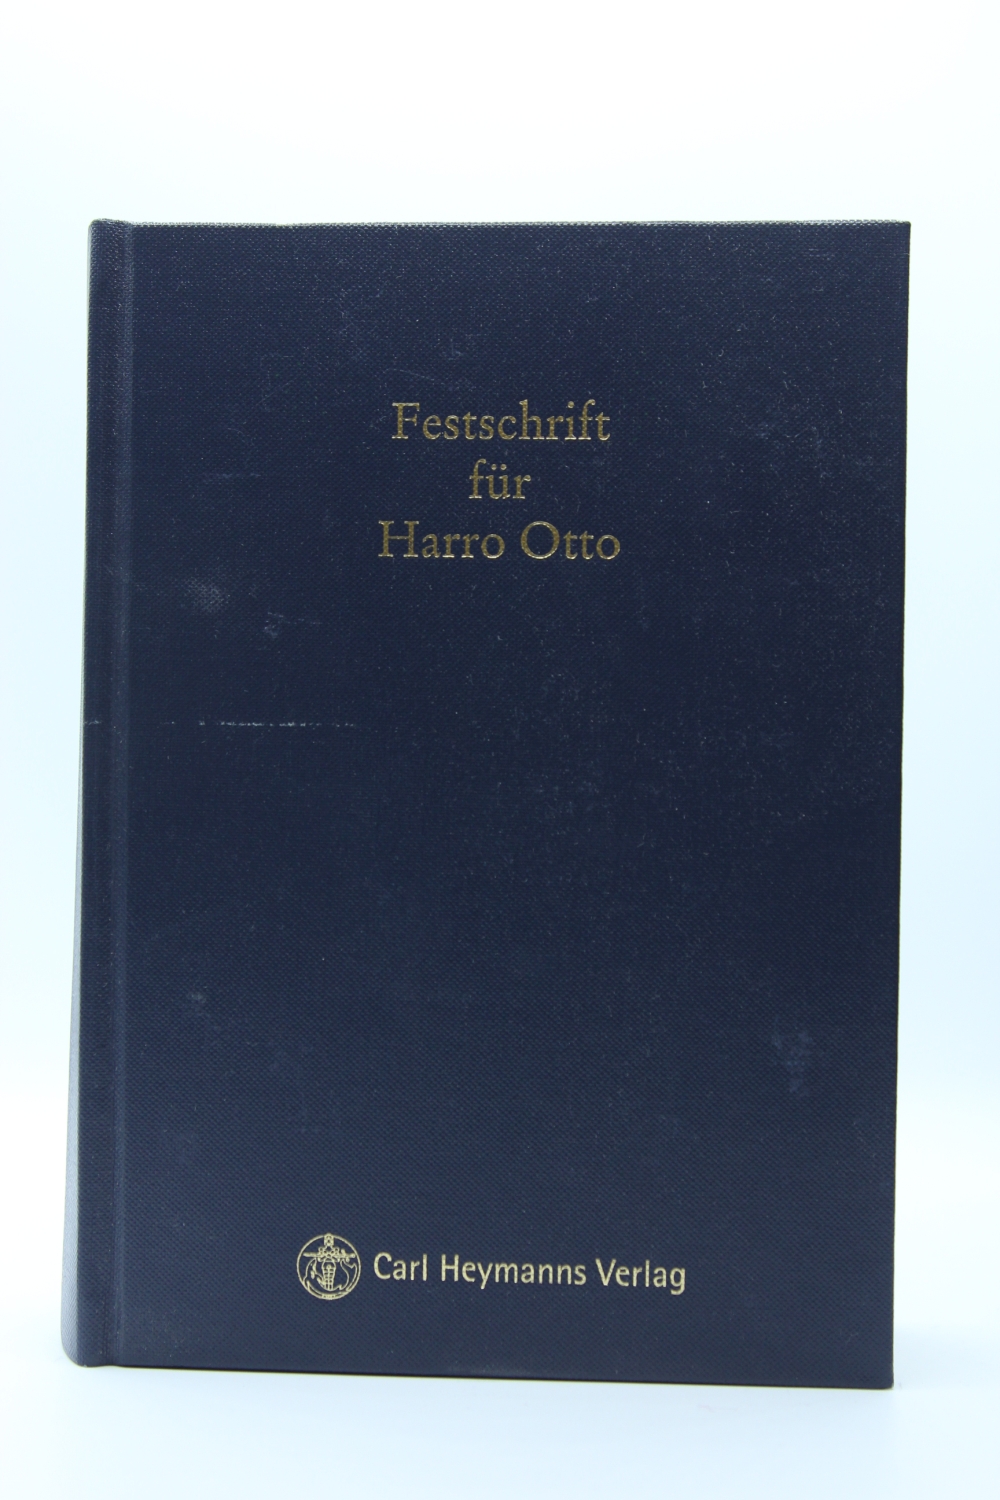 Festschrift
für
Harro Otto
Carl Heymanns Verlag